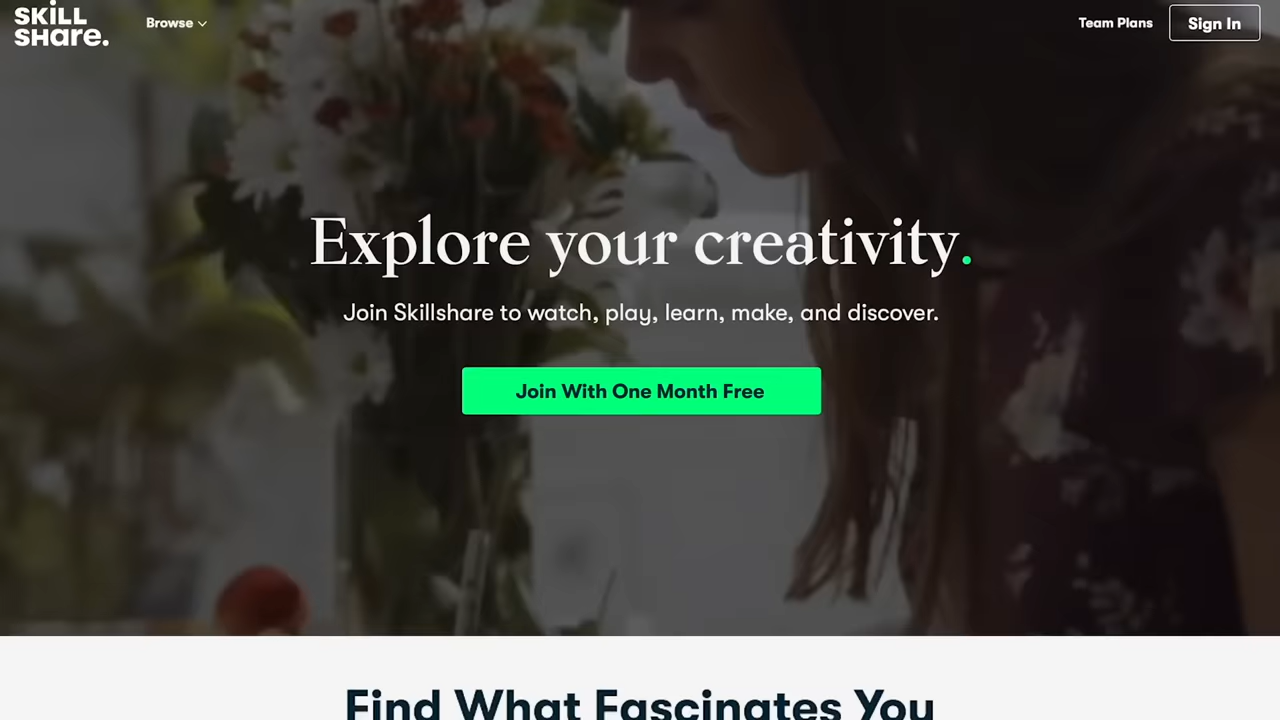 SKiLL
SHare.
Browse
Team Plans
Sign In
Explore your creativity.
Join Skillshare to watch, play, learn, make, and discover.
Join With One Month Free
Find What Fascinates You